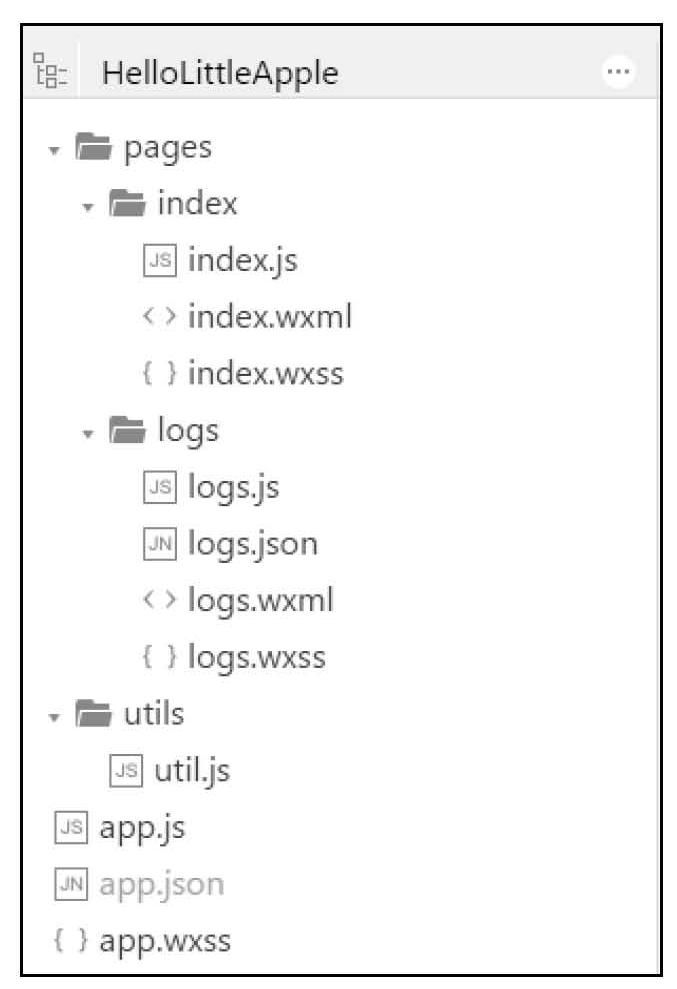 HelloLittleApple
pages
index
JS index.js
< > index.wxml
{ } index.wxss
logs
JS logs.js
JN logs.json
< > logs.wxml
{ } logs.wxss
utils
JS util.js
JS app.js
JN app.json
{ } app.wxss